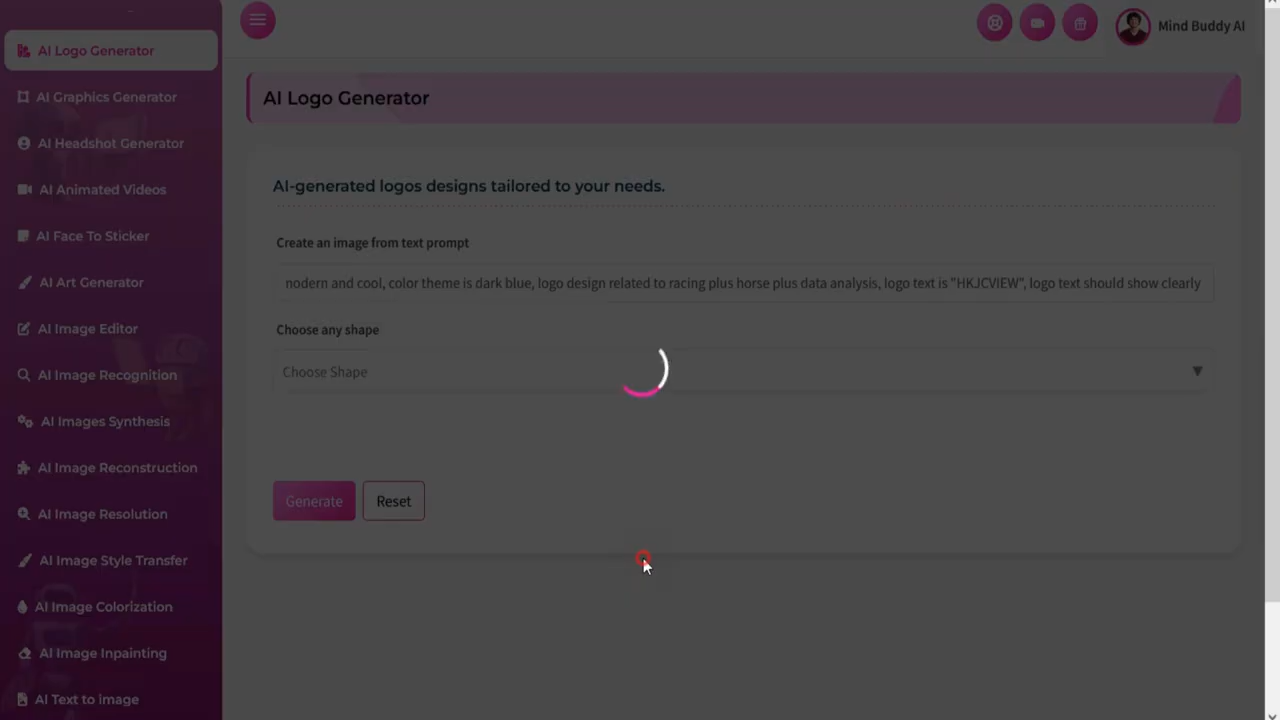 AI Logo Generator
AI Graphics Generator
AI Headshot Generator
AI Animated Videos
AI Face To Sticker
AI Art Generator
AI Image Editor
AI Image Recognition
AI Images Synthesis
AI Image Reconstruction
AI Image Resolution
AI Image Style Transfer
AI Image Colorization
AI Image Inpainting
AI Text to image
Mind Buddy AI
AI Logo Generator
AI-generated logos designs tailored to your needs.
Create an image from text prompt
and cool, color theme is dark blue, logo design related to racing plus horse plus data analysis, logo text is "HKJCVIEW", logo text should show clearly
Choose any shape
Choose Shape
Generate
Reset